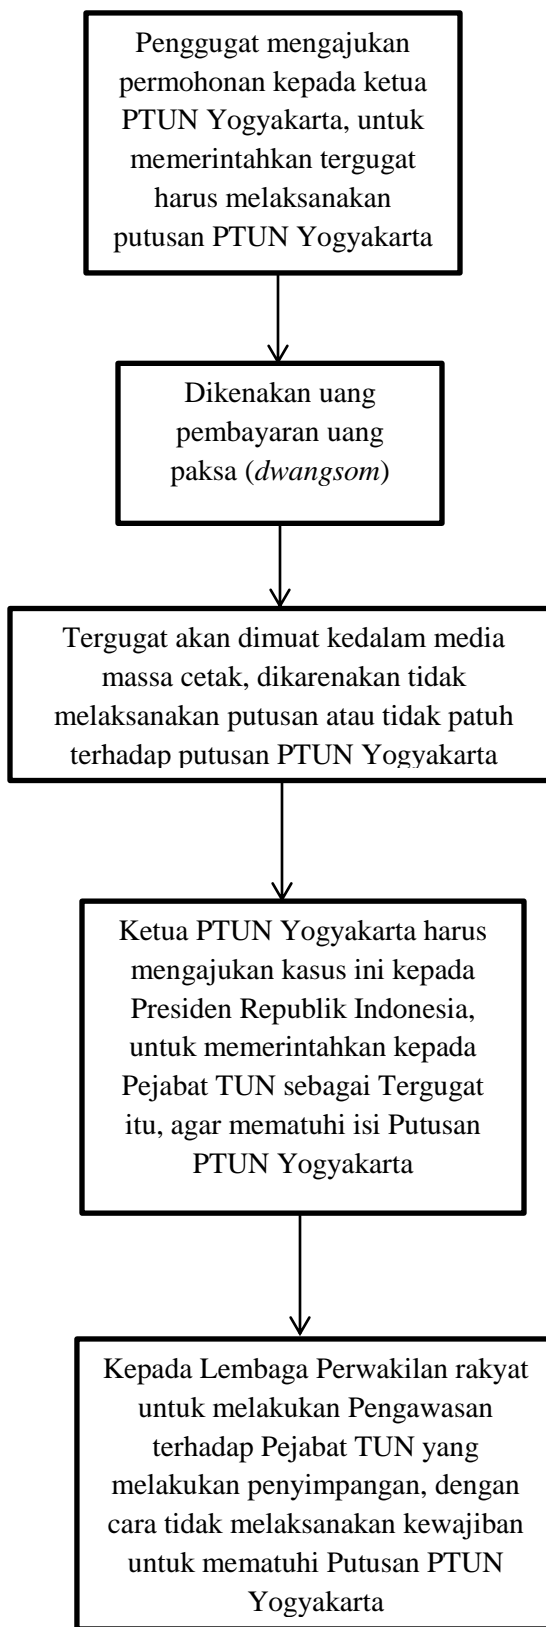 Penggugat mengajukan
permohonan kepada ketua
PTUN Yogyakarta, untuk
memerintahkan tergugat
harus melaksanakan
putusan PTUN Yogyakarta
Dikenakan uang
pembayaran uang
paksa (dwangsom)
Tergugat akan dimuat kedalam media
massa cetak, dikarenakan tidak
melaksanakan putusan atau tidak patuh
terhadap putusan PTUN Yogyakarta
Ketua PTUN Yogyakarta harus
mengajukan kasus ini kepada
Presiden Republik Indonesia,
untuk memerintahkan kepada
Pejabat TUN sebagai Tergugat
itu, agar mematuhi isi Putusan
PTUN Yogyakarta
Kepada Lembaga Perwakilan rakyat
untuk melakukan Pengawasan
terhadap Pejabat TUN yang
melakukan penyimpangan, dengan
cara tidak melaksanakan kewajiban
untuk mematuhi Putusan PTUN
Yogyakarta